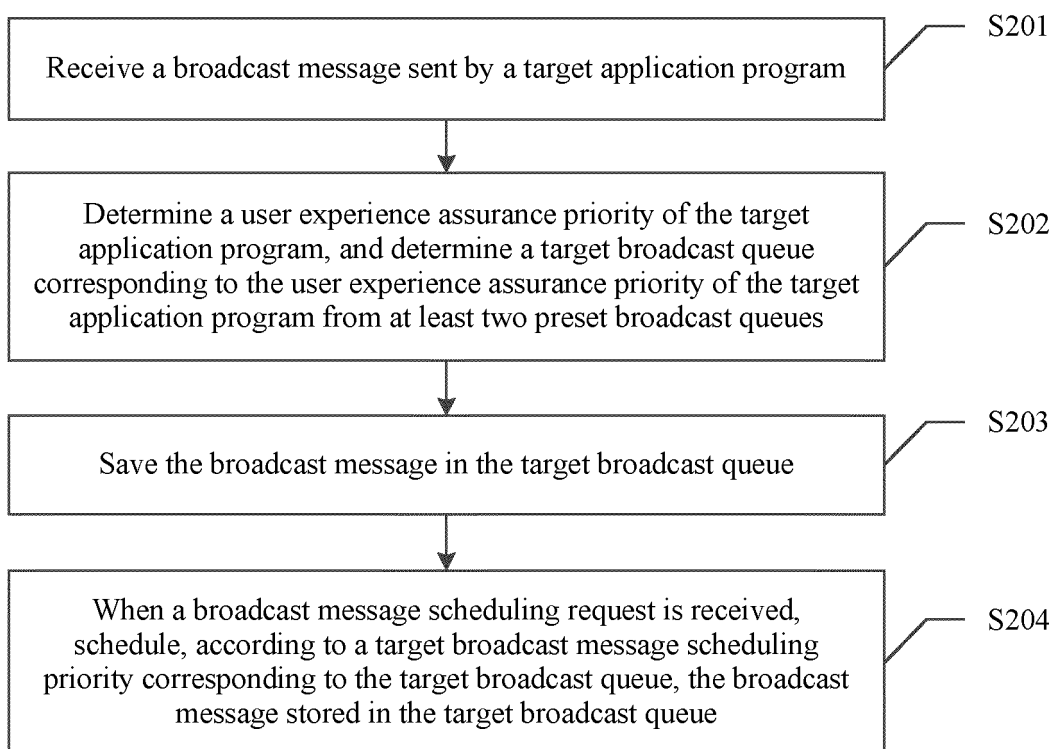 S201
Receive a broadcast message sent by a target application program
S202
Determine a user experience assurance priority of the target
application program, and determine a target broadcast queue
corresponding to the user experience assurance priority of the target
application program from at least two preset broadcast queues
S203
Save the broadcast message in the target broadcast queue
S204
When a broadcast message scheduling request is received,
schedule, according to a target broadcast message scheduling
priority corresponding to the target broadcast queue, the broadcast
message stored in the target broadcast queue